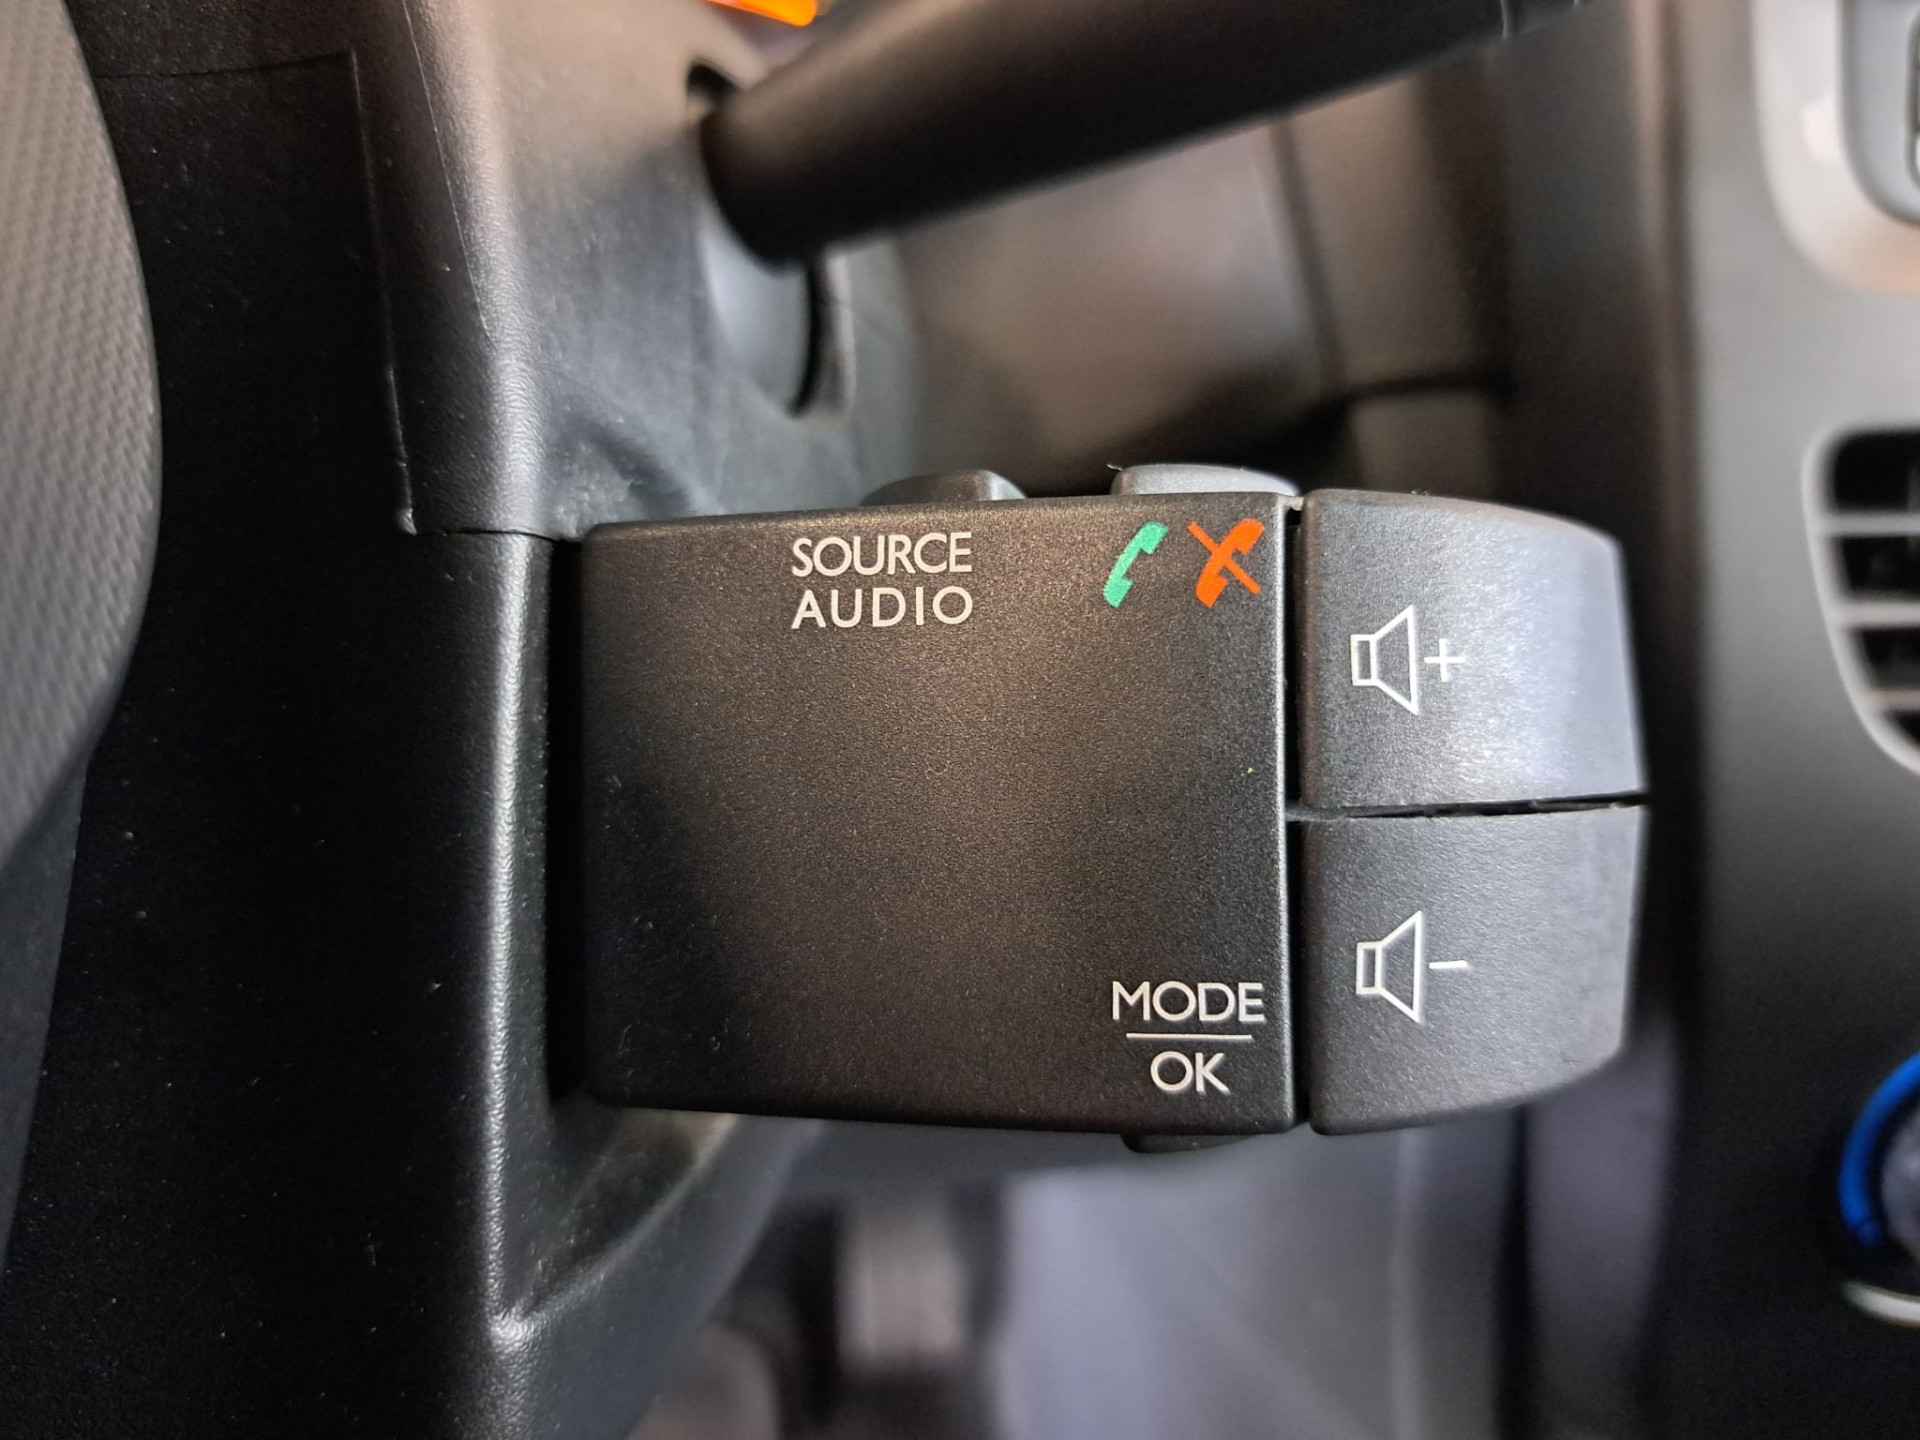 SOURCE
AUDIO
+
-
MODE
OK